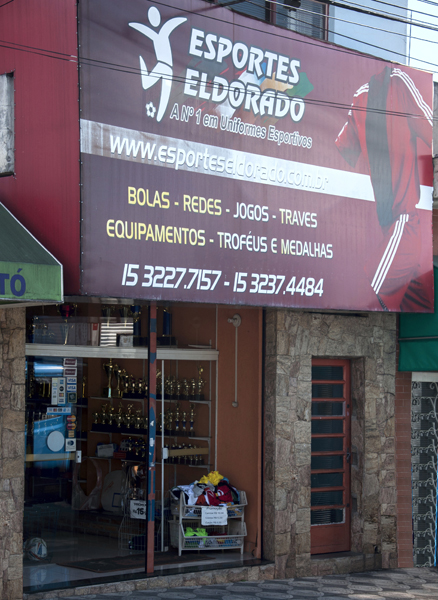 ESPORTES
ELDORADO
A Nº 1 em Uniformes Esportivos
www.esporteseldorado.com.br
BOLAS - REDES - JOGOS - TRAVES
EQUIPAMENTOS - TROFÉUS E MEDALHAS
15 3227.7157 - 15 3237.4484
TÓ